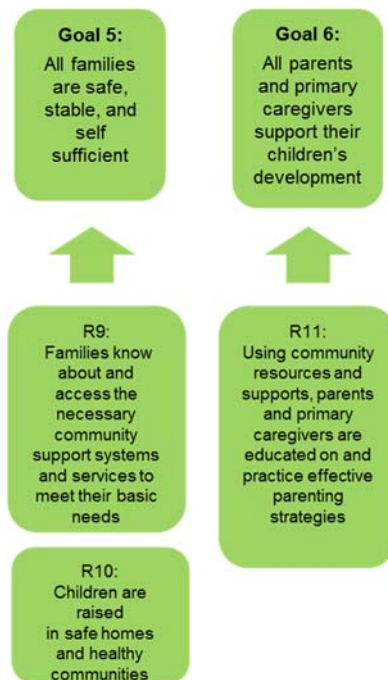 Goal 5:
All families
are safe,
stable, and
self
sufficient
Goal 6:
All parents
and primary
caregivers
support their
children's
development
R9:
Families know
about and
access the
necessary
community
support systems
and services to
meet their basic
needs
R11:
Using community
resources and
supports, parents
and primary
caregivers are
educated on and
practice effective
parenting
strategies
R10:
Children are
raised
in safe homes
and healthy
communities